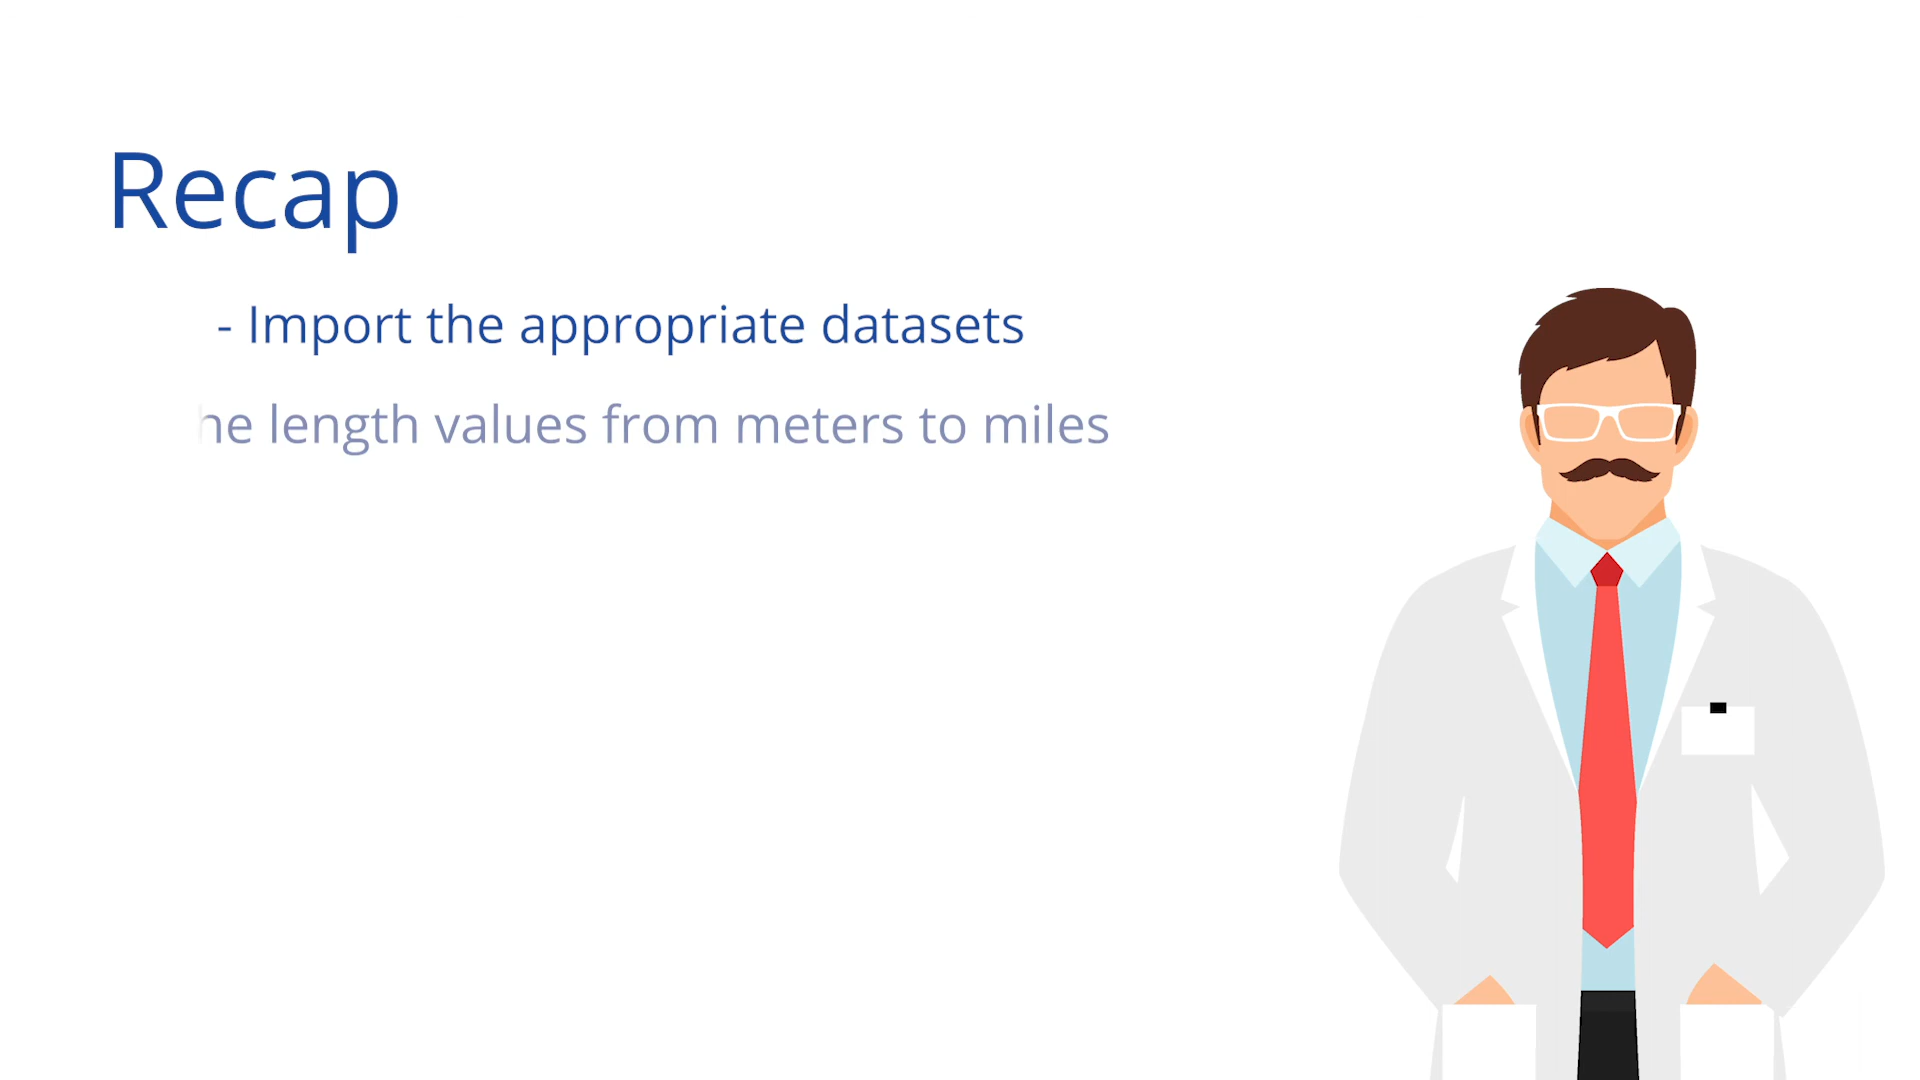 Recap
- Import the appropriate datasets
he length values from meters to miles